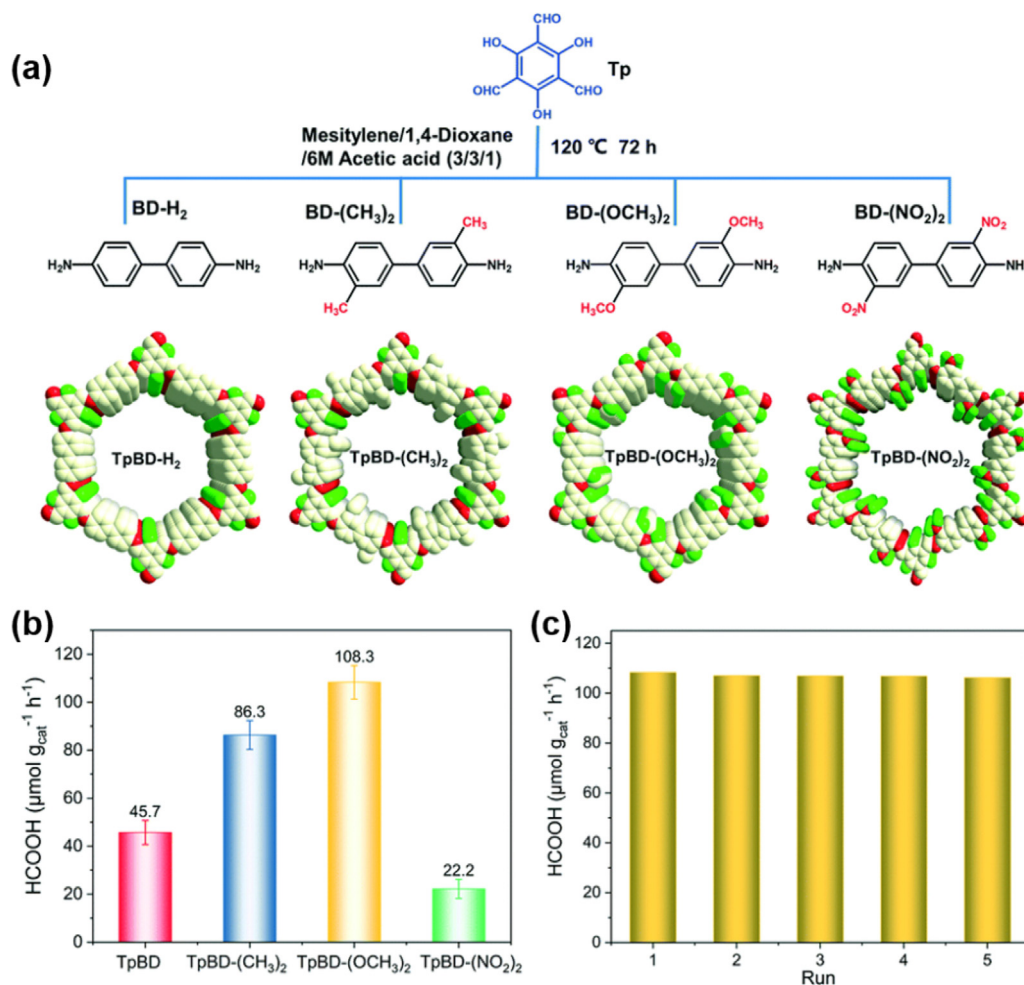 (a)
CHO
HO
OH
Tp
OHC
CHO
OH
Mesitylene/1,4-Dioxane
/6M Acetic acid (3/3/1)
120 ℃ 72 h
BD-H₂
BD-(CH₃)₂
BD-(OCH₃)₂
BD-(NO₂)₂
H₂N
NH₂
CH₃
H₂N
NH₂
H₃C
OCH₃
H₂N
NH₂
H₃CO
NO₂
H₂N
NH
O₂N
TpBD-H₂
TpBD-(CH₃)₂
TpBD-(OCH₃)₂
TpBD-(NO₂)₂
(b)
HCOOH (μmol g_cat⁻¹ h⁻¹)
120
100
80
60
40
20
0
45.7
86.3
108.3
22.2
TpBD
TpBD-(CH₃)₂
TpBD-(OCH₃)₂
TpBD-(NO₂)₂
(c)
HCOOH (μmol g_cat⁻¹ h⁻¹)
120
100
80
60
40
20
0
1
2
3
4
5
Run